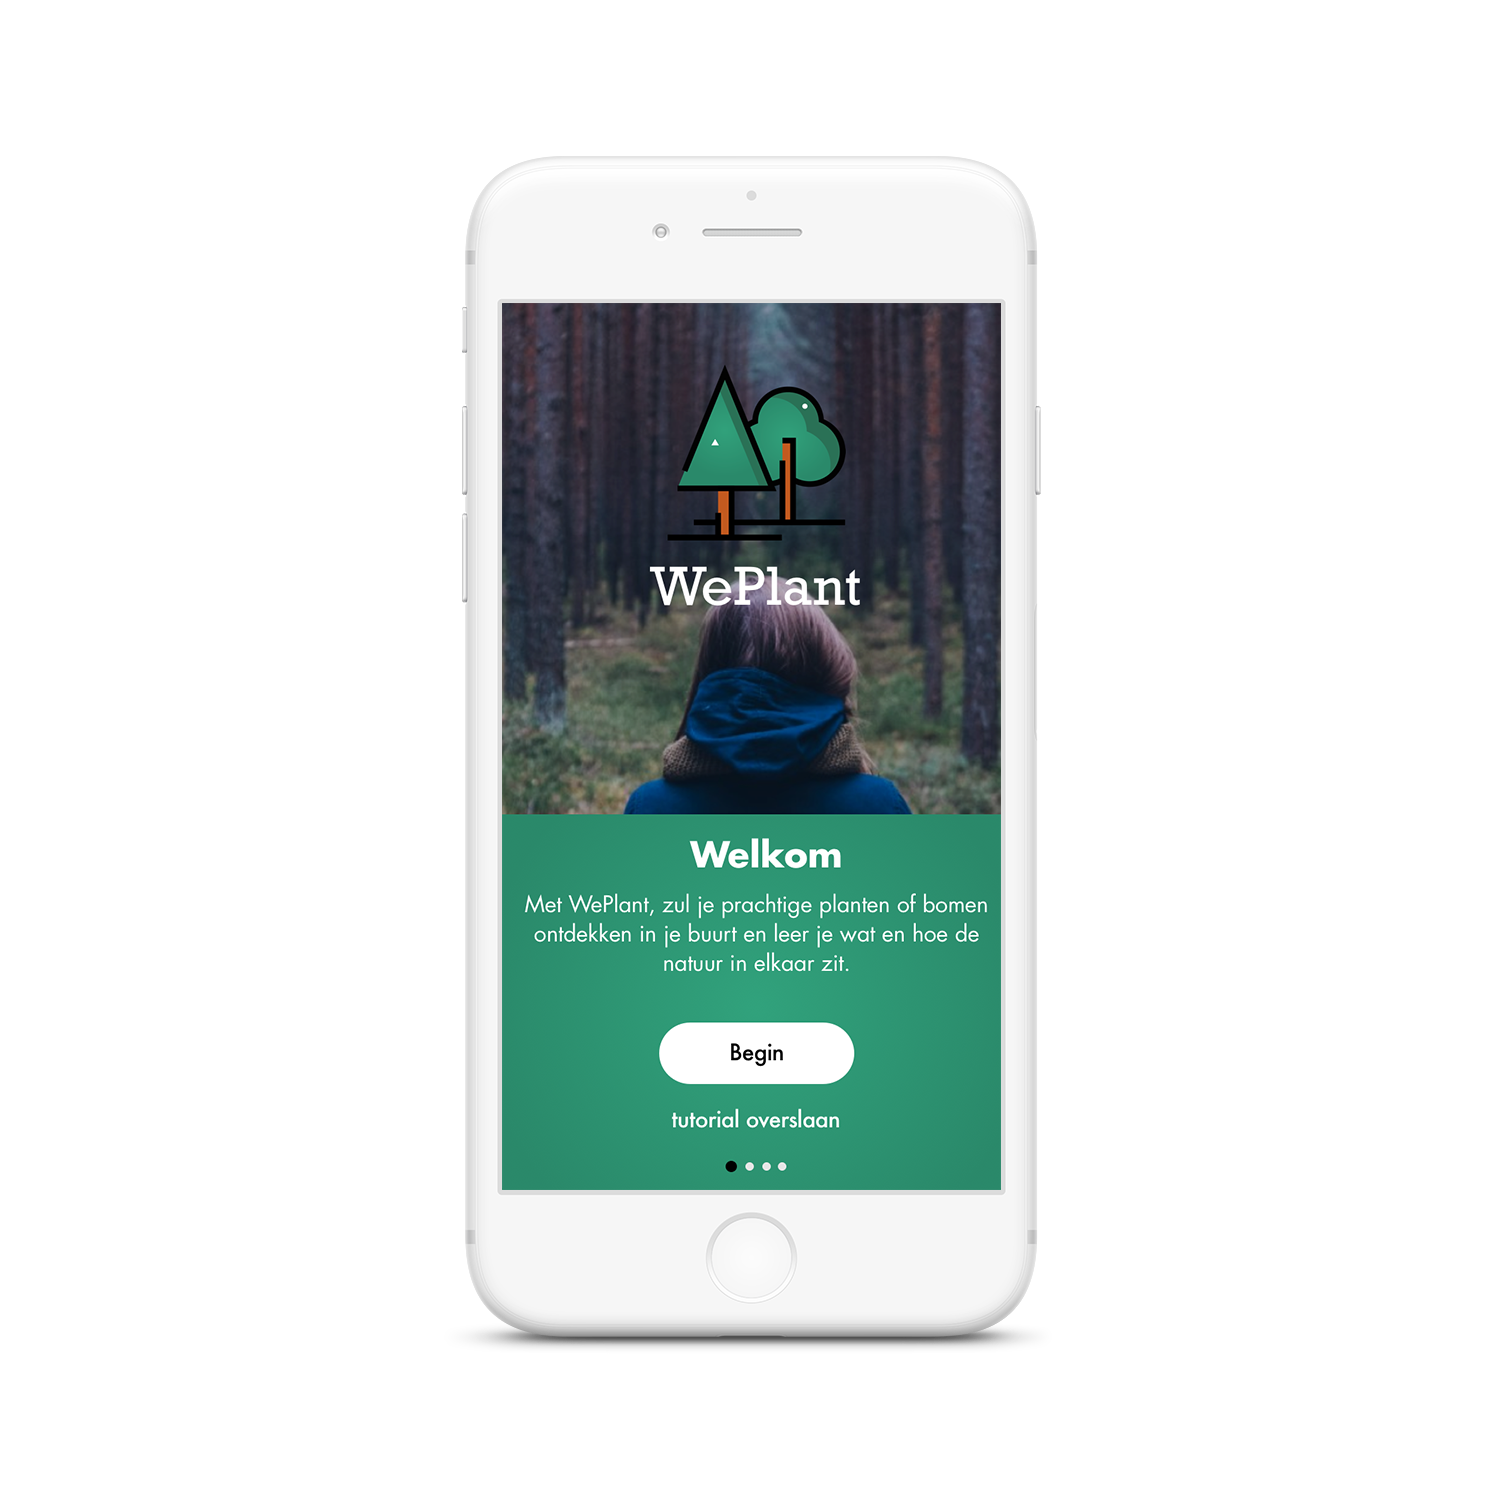 WePlant
Welkom
Met WePlant, zul je prachtige planten of bomen
ontdekken in je buurt en leer je wat en hoe de
natuur in elkaar zit.
Begin
tutorial overslaan